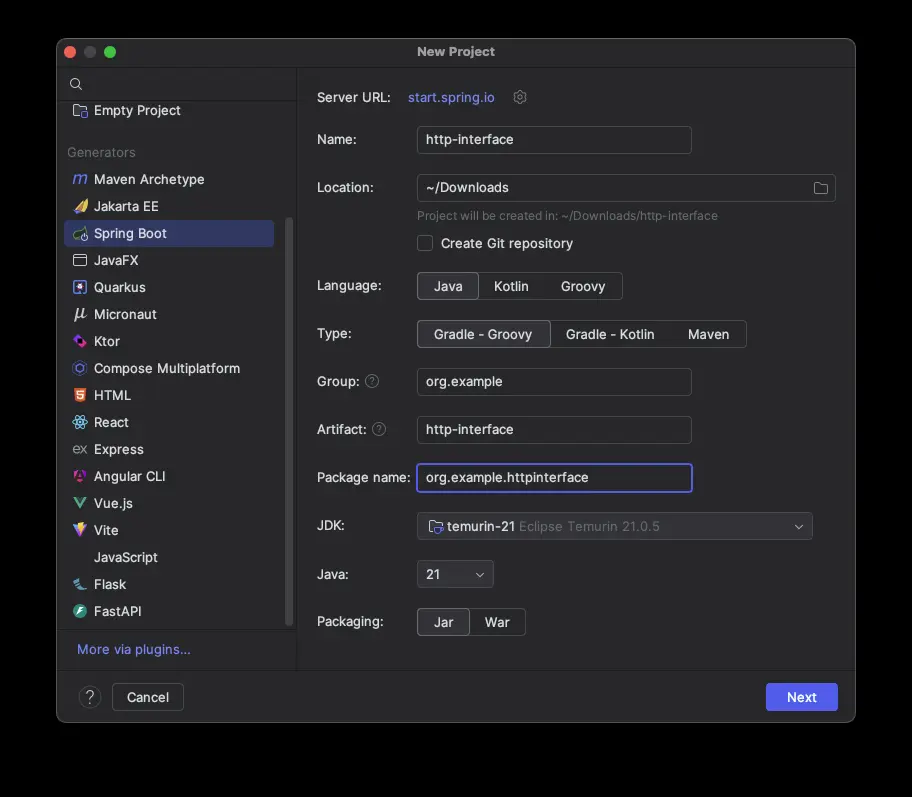 New Project
Empty Project
Generators
Maven Archetype
Jakarta EE
Spring Boot
JavaFX
Quarkus
Micronaut
Ktor
Compose Multiplatform
HTML
React
ex Express
Angular CLI
Vue.js
Vite
JavaScript
Flask
FastAPI
More via plugins...
Server URL: start.spring.io
Name: http-interface
Location: ~/Downloads
Project will be created in: ~/Downloads/http-interface
Create Git repository
Language: Java Kotlin Groovy
Type: Gradle - Groovy Gradle - Kotlin Maven
Group: ? org.example
Artifact: ? http-interface
Package name: org.example.httpinterface
JDK: temurin-21 Eclipse Temurin 21.0.5
Java: 21
Packaging: Jar War
? Cancel Next